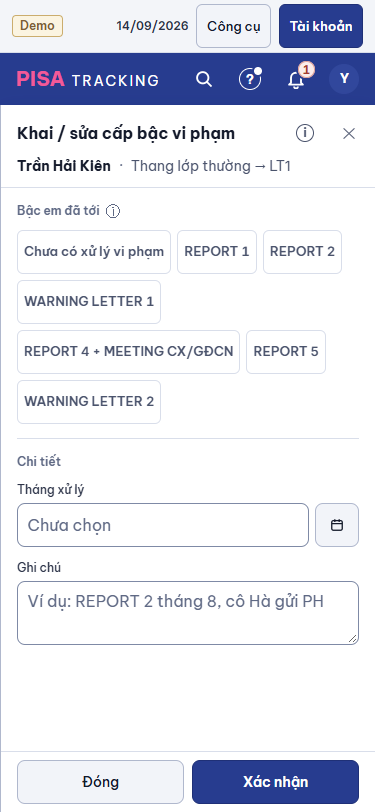 Demo 14/09/2026 Công cụ Tài khoản
PISA TRACKING ? 1 Y
Khai / sửa cấp bậc vi phạm i
Trần Hải Kiên · Thang lớp thường → LT1
Bậc em đã tới i
Chưa có xử lý vi phạm REPORT 1 REPORT 2
WARNING LETTER 1
REPORT 4 + MEETING CX/GĐCN REPORT 5
WARNING LETTER 2
Chi tiết
Tháng xử lý
Chưa chọn
Ghi chú
Ví dụ: REPORT 2 tháng 8, cô Hà gửi PH
Đóng Xác nhận